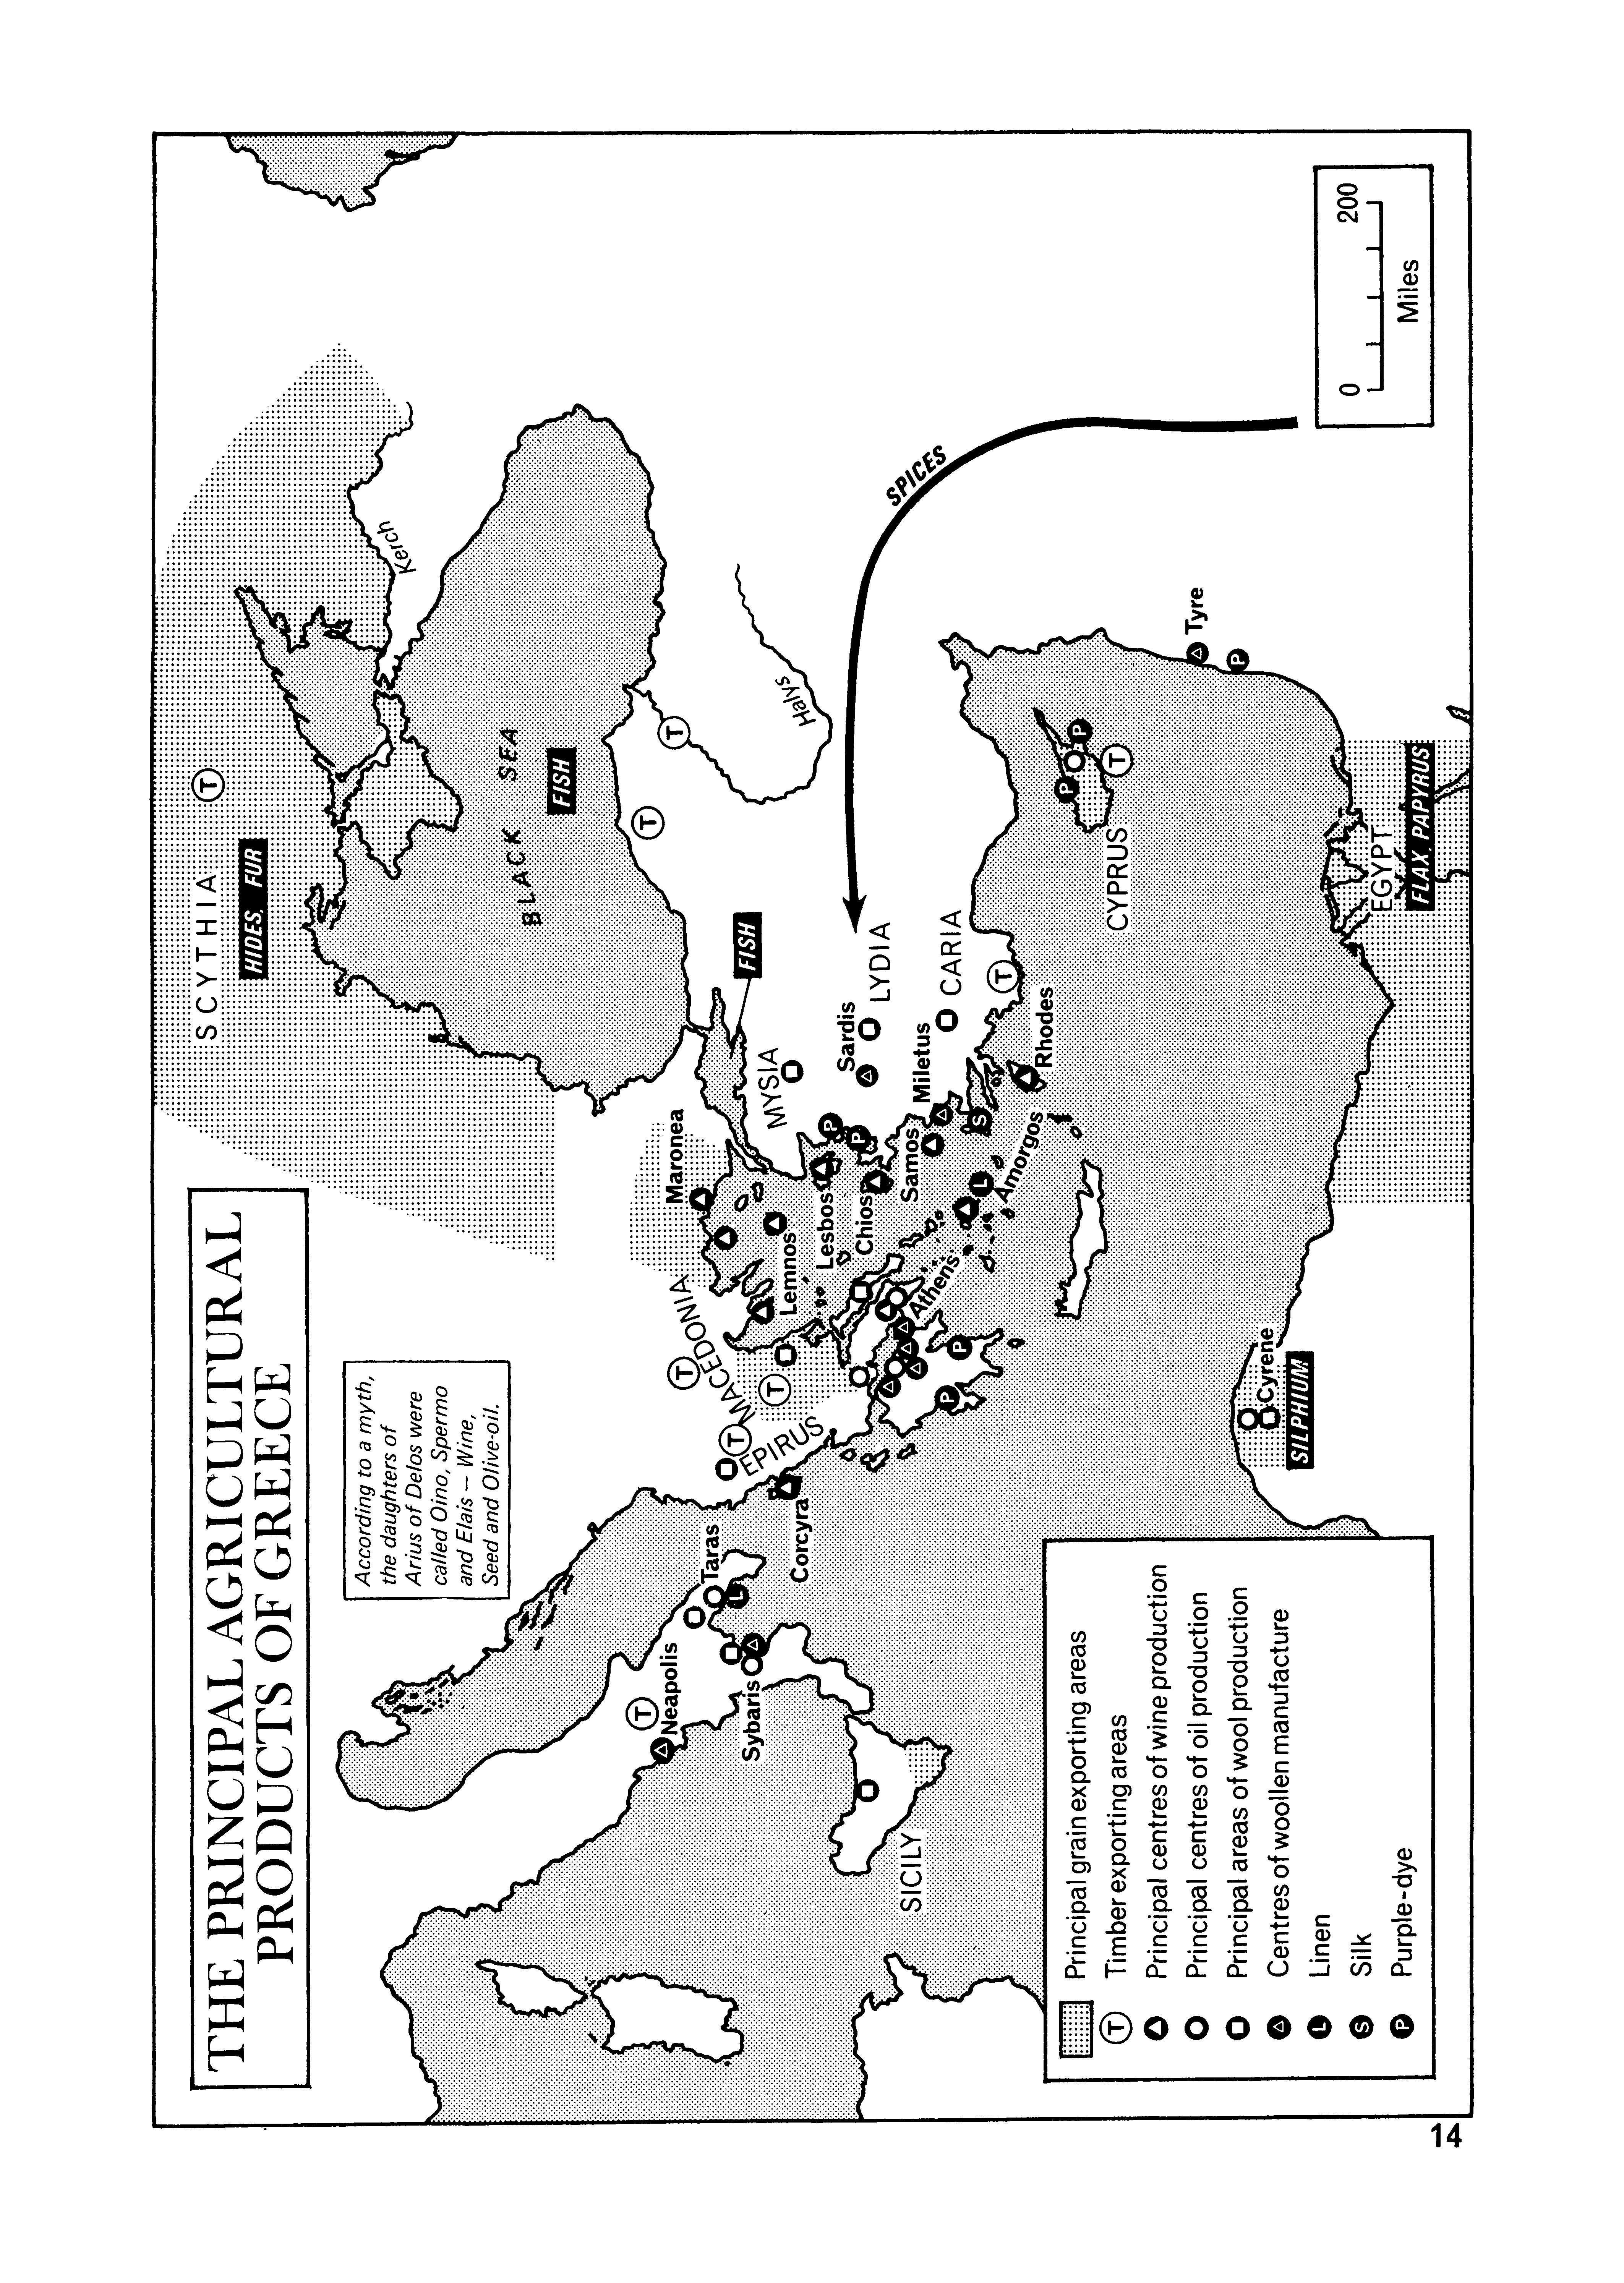 THE PRINCIPAL AGRICULTURAL
PRODUCTS OF GREECE
According to a myth,
the daughters of
Arius of Delos were
called Oino, Spermo
and Elais — Wine,
Seed and Olive-oil.
SCYTHIA
T
HIDES, FUR
Kerch
BLACK SEA
FISH
T
T
Halys
FISH
SPICES
MYSIA
Sardis
LYDIA
Miletus
CARIA
T
Rhodes
Maronea
MACEDONIA
T
T
T
EPIRUS
Lemnos
Lesbos
P
P
Chios
Samos
S
L
Amorgos
Athens
P
P
Corcyra
Taras
L
T
Neapolis
Sybaris
SICILY
Tyre
P
P
P
T
CYPRUS
EGYPT
FLAX, PAPYRUS
Cyrene
SILPHIUM
Principal grain exporting areas
T Timber exporting areas
Principal centres of wine production
Principal centres of oil production
Principal areas of wool production
Centres of woollen manufacture
L Linen
S Silk
P Purple-dye
0 200
Miles
14